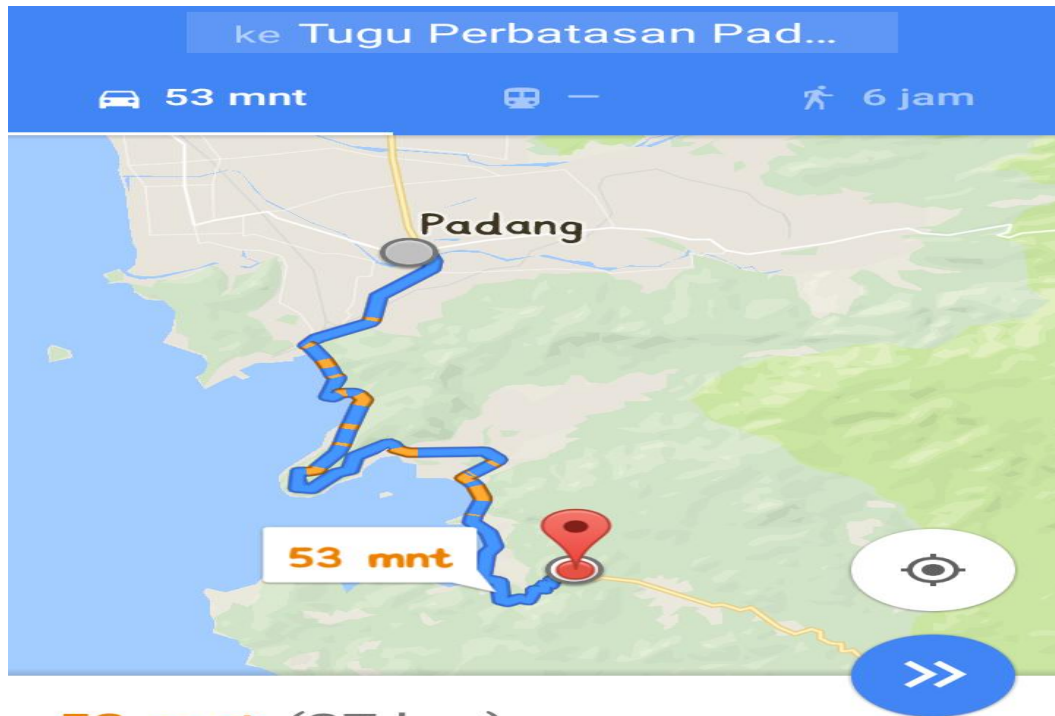 ke Tugu Perbatasan Pad...
53 mnt — 6 jam
Padang
53 mnt